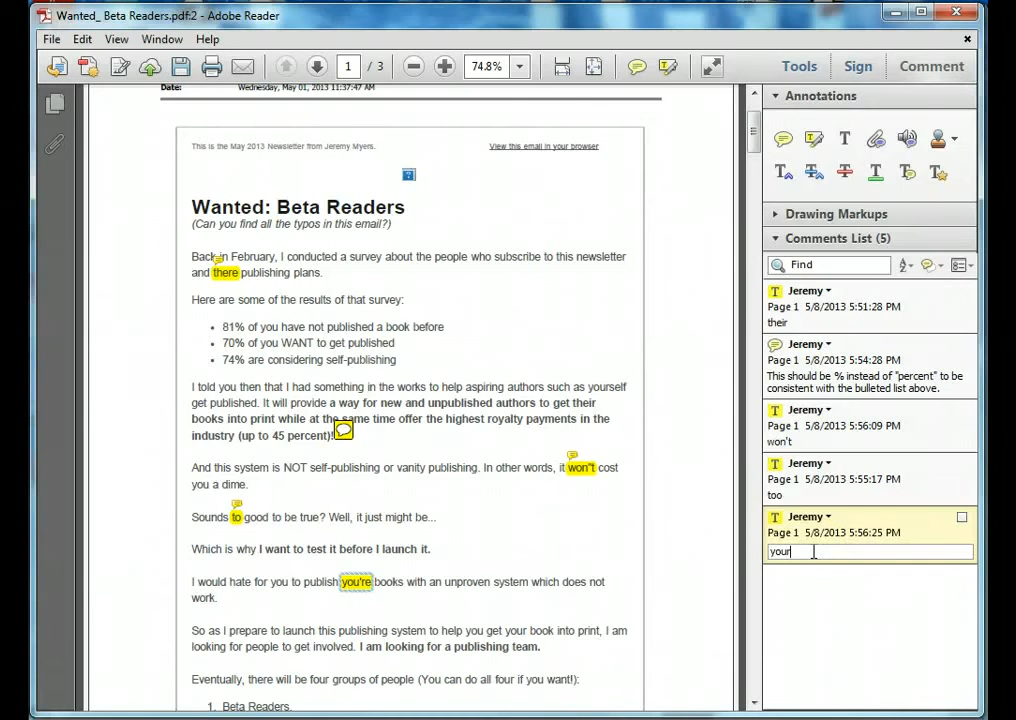 Wanted_ Beta Readers.pdf:2 - Adobe Reader
File Edit View Window Help
1 / 3 74.8% Tools Sign Comment
Date: Wednesday, May 01, 2013 11:37:47 AM
This is the May 2013 Newsletter from Jeremy Myers. View this email in your browser
Wanted: Beta Readers
(Can you find all the typos in this email?)
Back in February, I conducted a survey about the people who subscribe to this newsletter
and there publishing plans.
Here are some of the results of that survey:
• 81% of you have not published a book before
• 70% of you WANT to get published
• 74% are considering self-publishing
I told you then that I had something in the works to help aspiring authors such as yourself
get published. It will provide a way for new and unpublished authors to get their
books into print while at the same time offer the highest royalty payments in the
industry (up to 45 percent)!
And this system is NOT self-publishing or vanity publishing. In other words, it won"t cost
you a dime.
Sounds to good to be true? Well, it just might be...
Which is why I want to test it before I launch it.
I would hate for you to publish you're books with an unproven system which does not
work.
So as I prepare to launch this publishing system to help you get your book into print, I am
looking for people to get involved. I am looking for a publishing team.
Eventually, there will be four groups of people (You can do all four if you want!):
1. Beta Readers.
Annotations
Drawing Markups
Comments List (5)
Find
Jeremy
Page 1 5/8/2013 5:51:28 PM
their
Jeremy
Page 1 5/8/2013 5:54:28 PM
This should be % instead of "percent" to be
consistent with the bulleted list above.
Jeremy
Page 1 5/8/2013 5:56:09 PM
won't
Jeremy
Page 1 5/8/2013 5:55:17 PM
too
Jeremy
Page 1 5/8/2013 5:56:25 PM
your